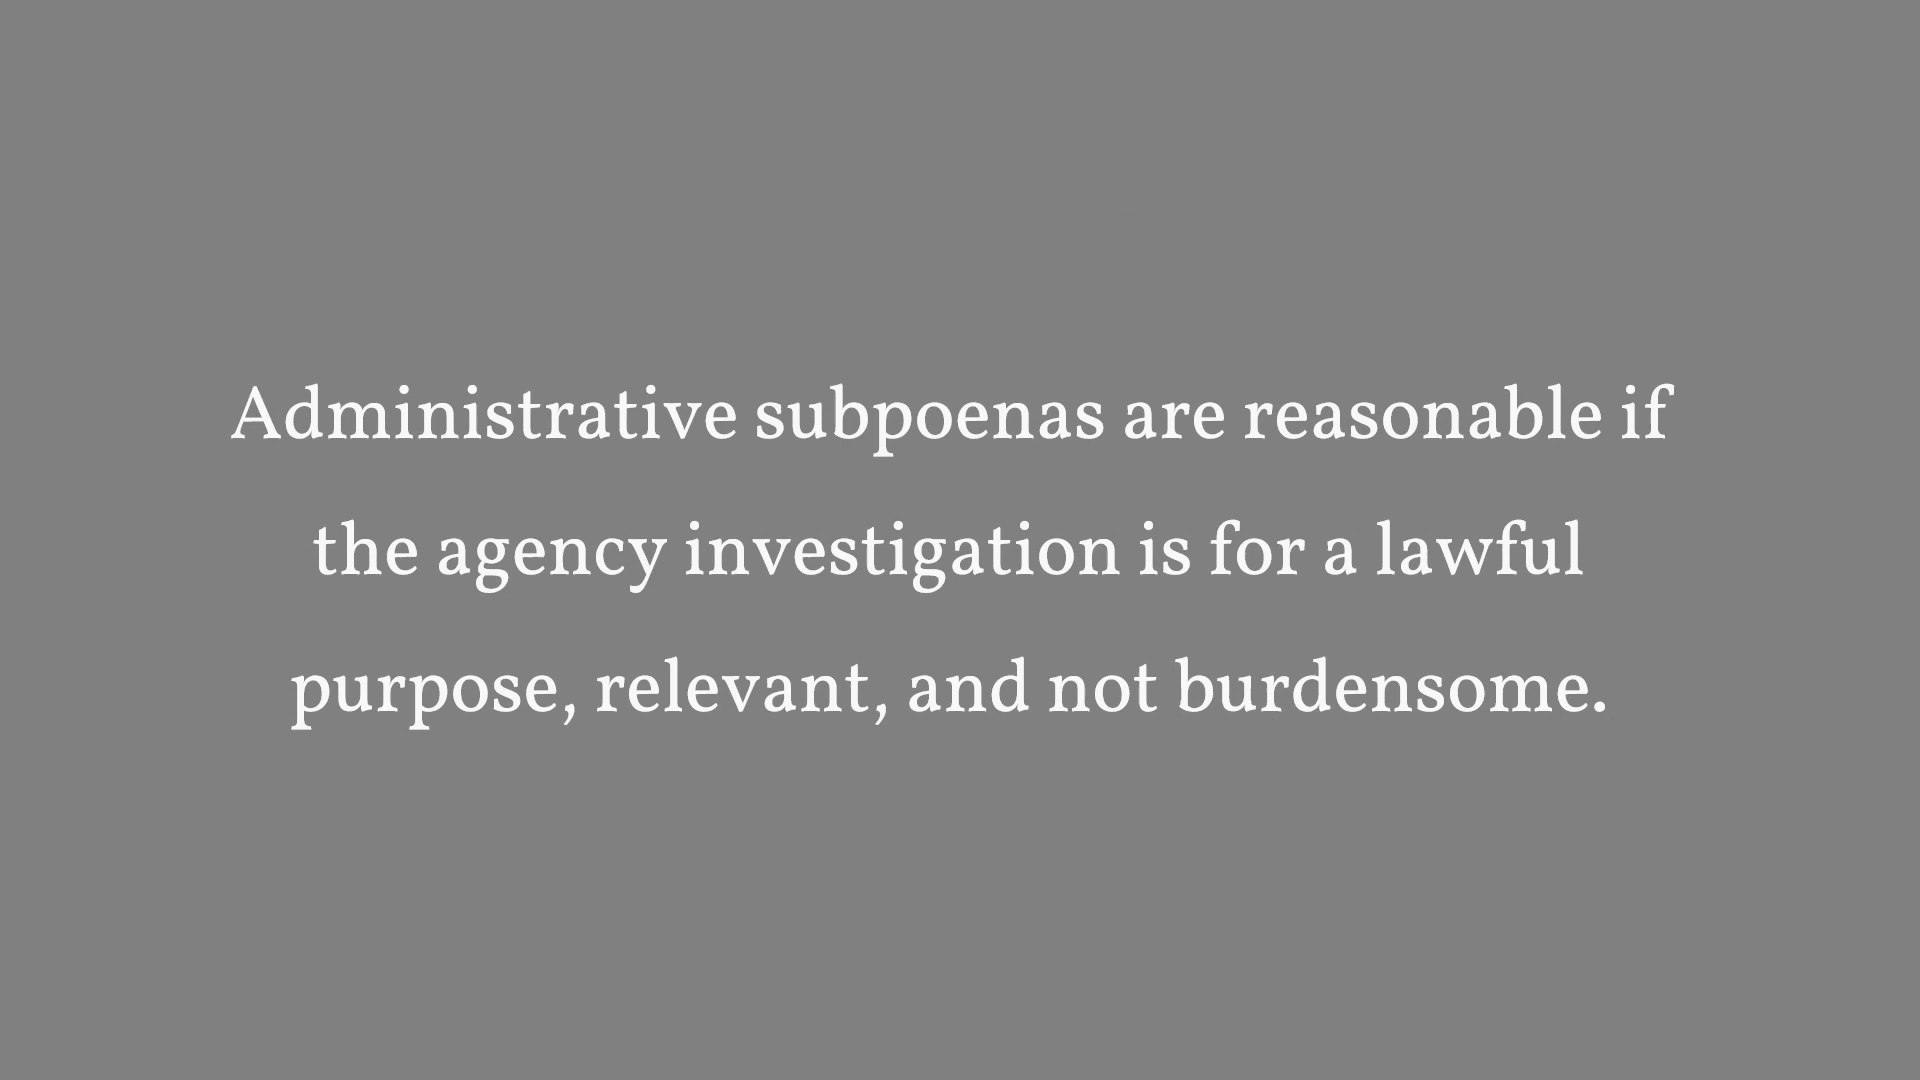 Administrative subpoenas are reasonable if
the agency investigation is for a lawful
purpose, relevant, and not burdensome.